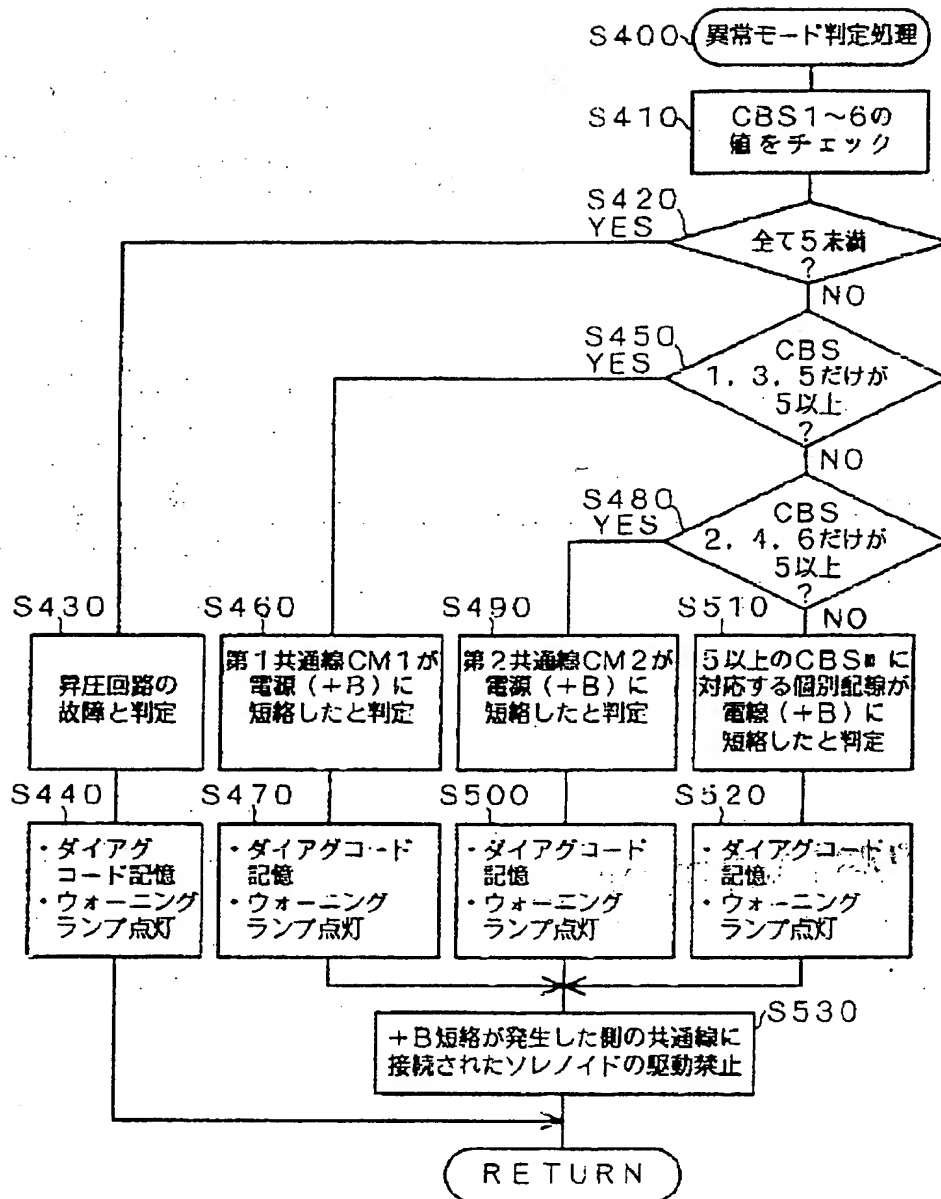 S400
異常モード判定処理
S410
CBS1~6の
値をチェック
S420
YES
全て5未満
?
NO
S450
YES
CBS
1,3,5だけが
5以上
?
NO
S480
YES
CBS
2,4,6だけが
5以上
?
NO
S430
昇圧回路の
故障と判定
S460
第1共通線CM1が
電源(+B)に
短絡したと判定
S490
第2共通線CM2が
電源(+B)に
短絡したと判定
S510
5以上のCBS に
対応する個別配線が
電線(+B)に
短絡したと判定
S440
・ダイアグ
コード記憶
・ウォーニング
ランプ点灯
S470
・ダイアグコード
記憶
・ウォーニング
ランプ点灯
S500
・ダイアグコード
記憶
・ウォーニング
ランプ点灯
S520
・ダイアグコード
記憶
・ウォーニング
ランプ点灯
S530
+B短絡が発生した側の共通線に
接続されたソレノイドの駆動禁止
RETURN